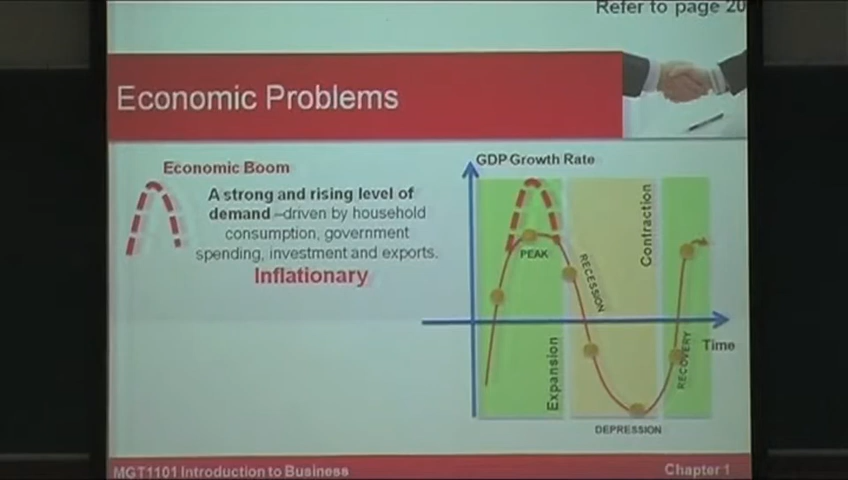 Refer to page 20
Economic Problems
Economic Boom
A strong and rising level of
demand –driven by household
consumption, government
spending, investment and exports.
Inflationary
GDP Growth Rate
PEAK
RECESSION
Contraction
Expansion
RECOVERY
Time
DEPRESSION
MGT1101 Introduction to Business
Chapter 1